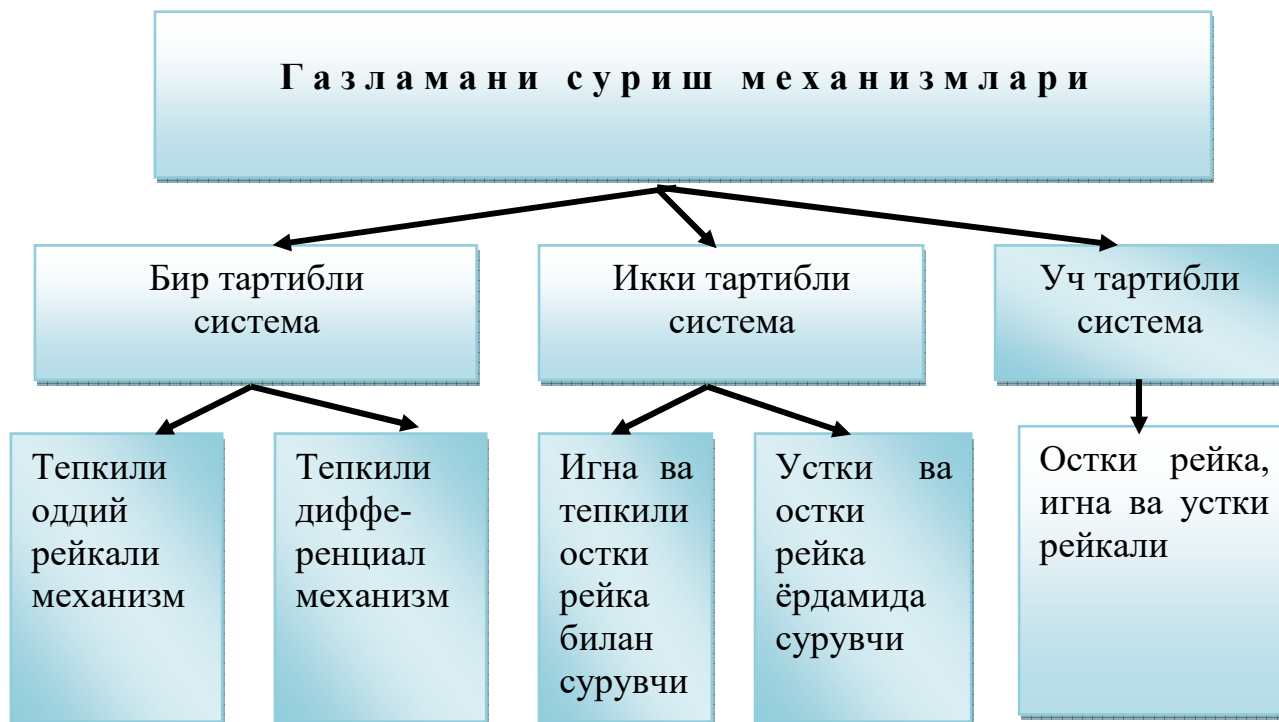 Газламани суриш механизмлари
Бир тартибли
система
Икки тартибли
система
Уч тартибли
система
Тепкили
оддий
рейкали
механизм
Тепкили
диффе-
ренциал
механизм
Игна ва
тепкили
остки
рейка
билан
сурувчи
Устки ва
остки
рейка
ёрдамида
сурувчи
Остки рейка,
игна ва устки
рейкали